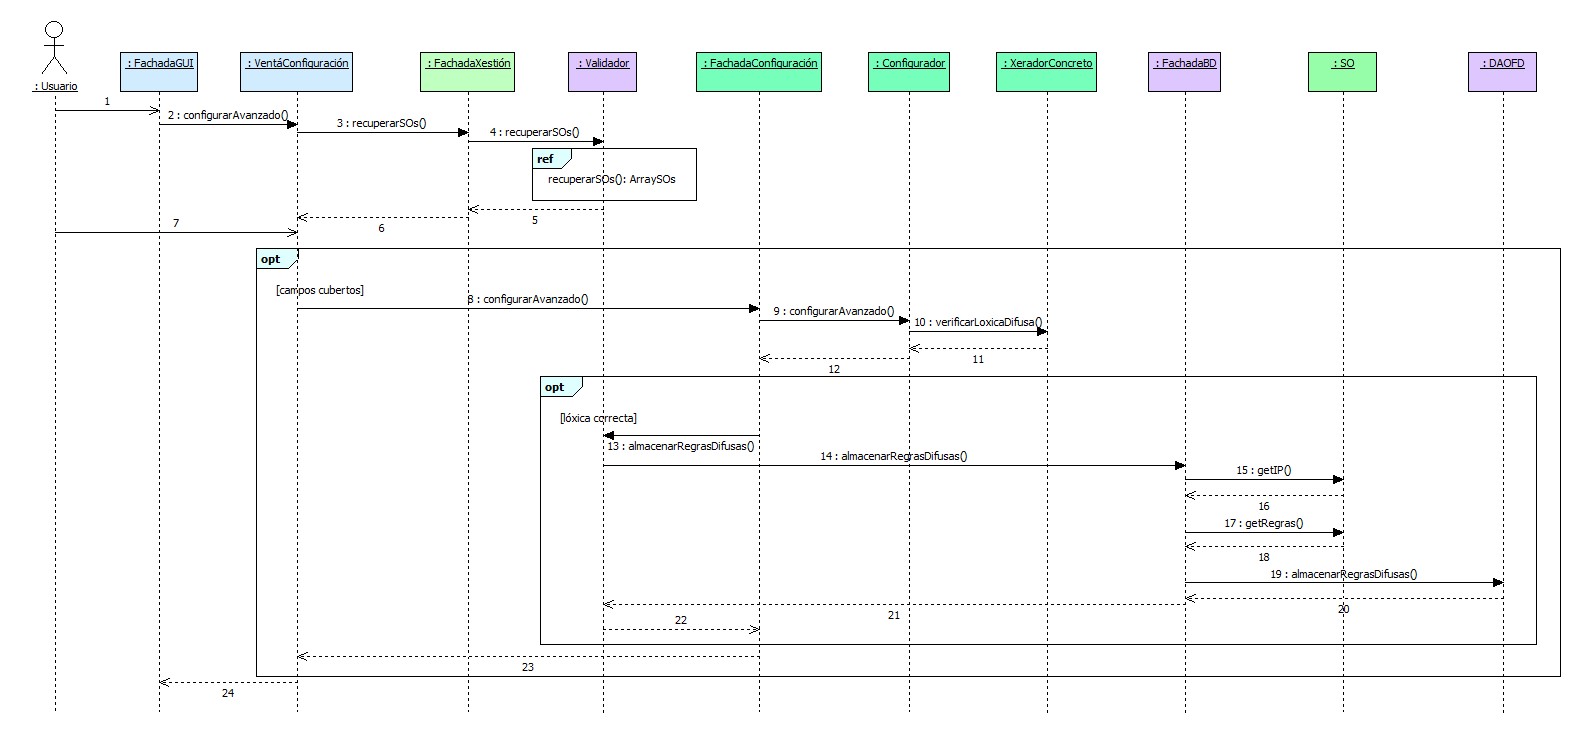 : FachadaGUI
: VentáConfiguración
: FachadaXestión
: Validador
: FachadaConfiguración
: Configurador
: XeradorConcreto
: FachadaBD
: SO
: DAOFD
: Usuario
1
2 : configurarAvanzado()
3 : recuperarSOs()
4 : recuperarSOs()
ref
recuperarSOs(): ArraySOs
5
6
7
opt
[campos cubertos]
8 : configurarAvanzado()
9 : configurarAvanzado()
10 : verificarLoxicaDifusa()
11
12
opt
[lóxica correcta]
13 : almacenarRegrasDifusas()
14 : almacenarRegrasDifusas()
15 : getIP()
16
17 : getRegras()
18
19 : almacenarRegrasDifusas()
20
21
22
23
24